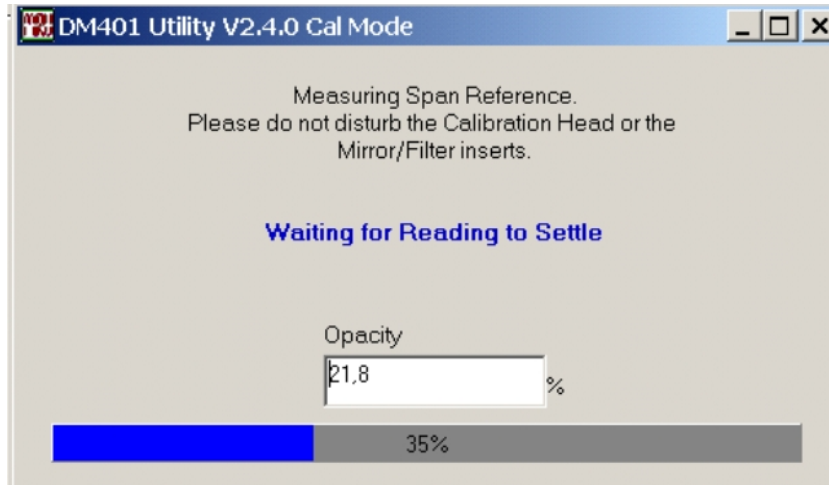 DM401 Utility V2.4.0 Cal Mode
Measuring Span Reference.
Please do not disturb the Calibration Head or the
Mirror/Filter inserts.
Waiting for Reading to Settle
Opacity
21,8
%
35%